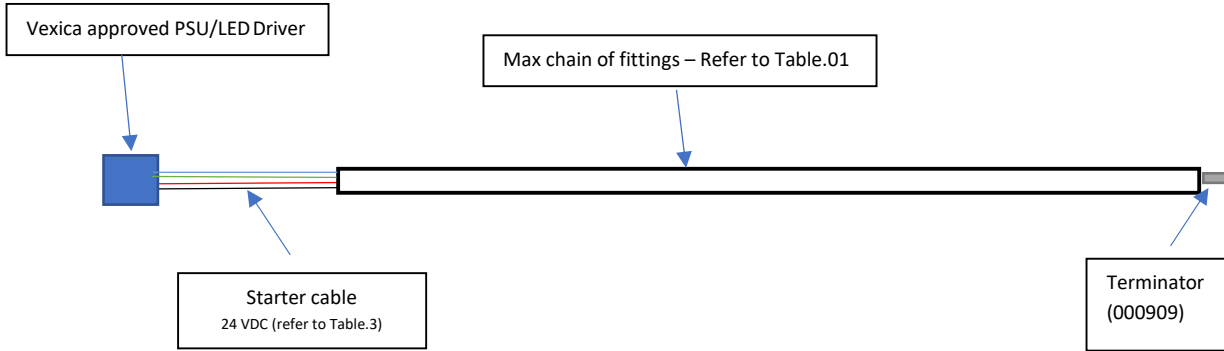 Vexica approved PSU/LED Driver
Max chain of fittings – Refer to Table.01
Starter cable
24 VDC (refer to Table.3)
Terminator
(000909)